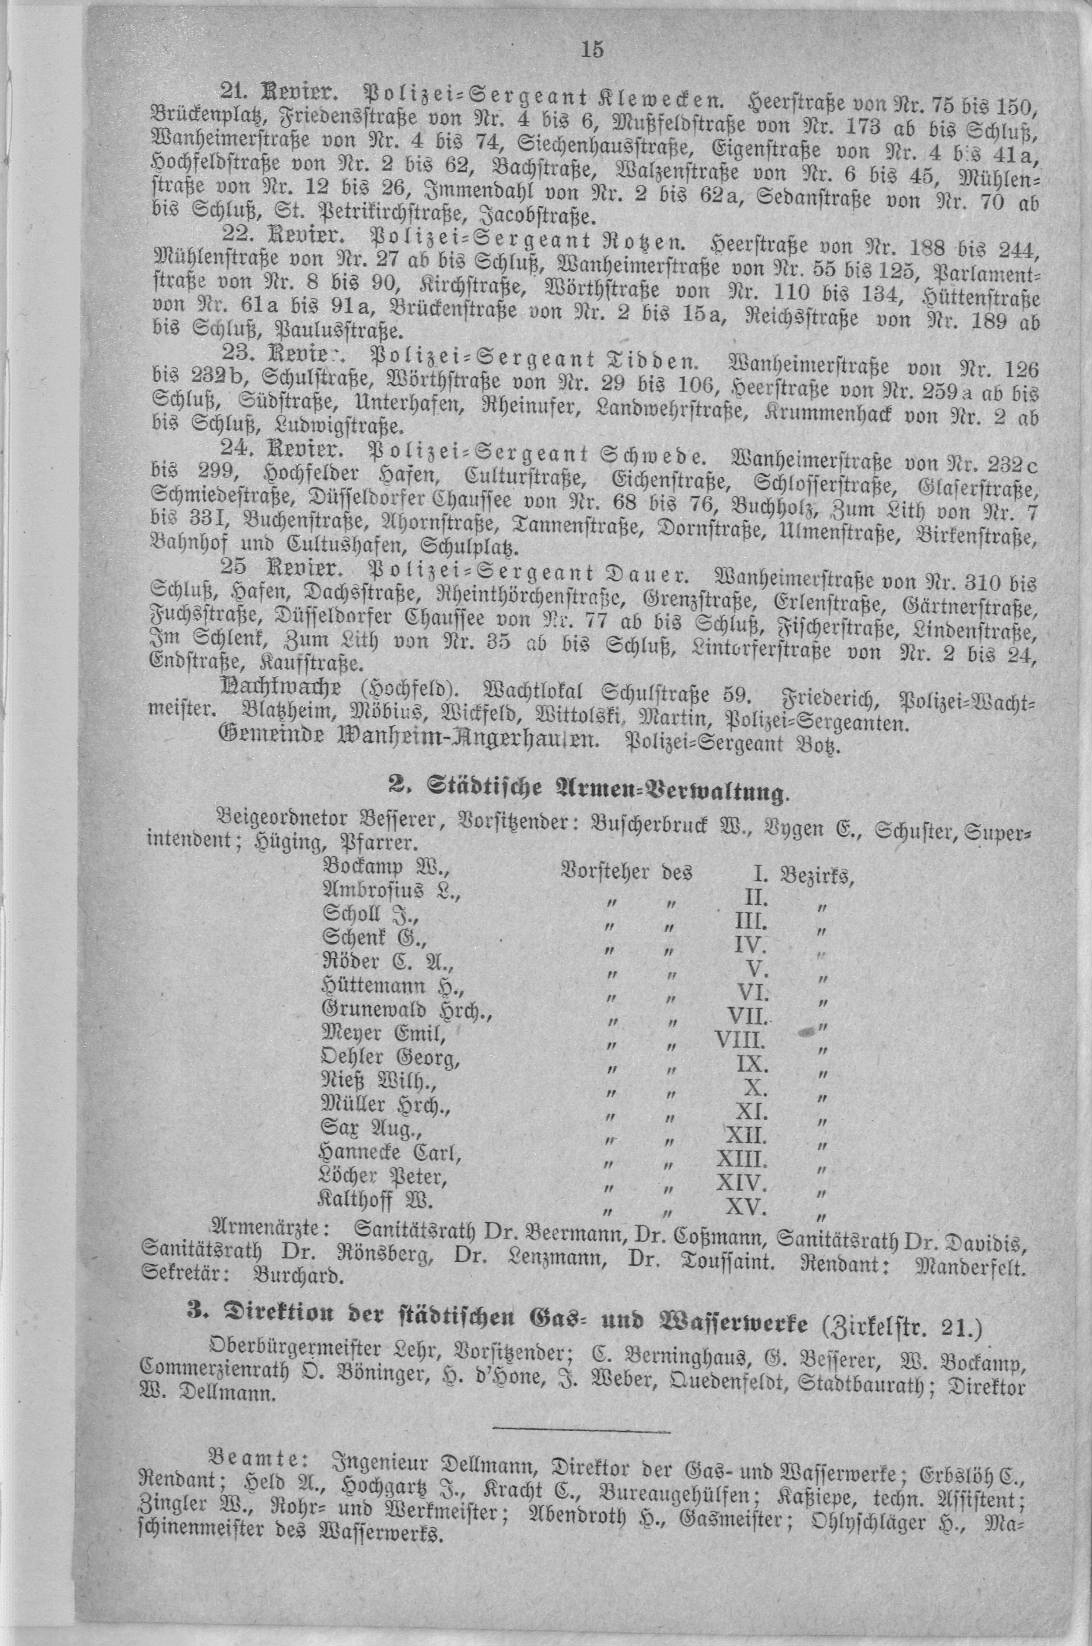 15
21. Revier. Polizei=Sergeant Klewecken. Heerstraße von Nr. 75 bis 150,
Brückenplatz, Friedensstraße von Nr. 4 bis 6, Mußfeldstraße von Nr. 173 ab bis Schluß,
Wanheimerstraße von Nr. 4 bis 74, Siechenhausstraße, Eigenstraße von Nr. 4 bis 41a,
Hochfeldstraße von Nr. 2 bis 62, Bachstraße, Walzenstraße von Nr. 6 bis 45, Mühlen=
straße von Nr. 12 bis 26, Immendahl von Nr. 2 bis 62a, Sedanstraße von Nr. 70 ab
bis Schluß, St. Petrikirchstraße, Jacobstraße.
22. Revier. Polizei=Sergeant Rotzen. Heerstraße von Nr. 188 bis 244,
Mühlenstraße von Nr. 27 ab bis Schluß, Wanheimerstraße von Nr. 55 bis 125, Parlament=
straße von Nr. 8 bis 90, Kirchstraße, Wörthstraße von Nr. 110 bis 134, Hüttenstraße
von Nr. 61a bis 91a, Brückenstraße von Nr. 2 bis 15a, Reichsstraße von Nr. 189 ab
bis Schluß, Paulusstraße.
23. Revier. Polizei=Sergeant Tidden. Wanheimerstraße von Nr. 126
bis 232b, Schulstraße, Wörthstraße von Nr. 29 bis 106, Heerstraße von Nr. 259a ab bis
Schluß, Südstraße, Unterhafen, Rheinufer, Landwehrstraße, Krummenhack von Nr. 2 ab
bis Schluß, Ludwigstraße.
24. Revier. Polizei=Sergeant Schwede. Wanheimerstraße von Nr. 232c
bis 299, Hochfelder Hafen, Culturstraße, Eichenstraße, Schlosserstraße, Glaserstraße,
Schmiedestraße, Düsseldorfer Chaussee von Nr. 68 bis 76, Buchholz, Zum Lith von Nr. 7
bis 33I, Buchenstraße, Ahornstraße, Tannenstraße, Dornstraße, Ulmenstraße, Birkenstraße,
Bahnhof und Cultushafen, Schulplatz.
25 Revier. Polizei=Sergeant Dauer. Wanheimerstraße von Nr. 310 bis
Schluß, Hafen, Dachsstraße, Rheinthörchenstraße, Grenzstraße, Erlenstraße, Gärtnerstraße,
Fuchsstraße, Düsseldorfer Chaussee von Nr. 77 ab bis Schluß, Fischerstraße, Lindenstraße,
Im Schlenk, Zum Lith von Nr. 35 ab bis Schluß, Lintorferstraße von Nr. 2 bis 24,
Endstraße, Kaufstraße.
Nachtwache (Hochfeld). Wachtlokal Schulstraße 59. Friederich, Polizei=Wacht=
meister. Blatzheim, Möbius, Wickfeld, Wittolski, Martin, Polizei=Sergeanten.
Gemeinde Wanheim-Angerhausen. Polizei=Sergeant Botz.
2. Städtische Armen=Verwaltung.
Beigeordnetor Besserer, Vorsitzender: Buscherbruck W., Vygen E., Schuster, Super=
intendent; Hüging, Pfarrer.
Bockamp W., Vorsteher des I. Bezirks,
Ambrosius L., „ „ II. „
Scholl J., „ „ III. „
Schenk G., „ „ IV. „
Röder C. A., „ „ V. „
Hüttemann H., „ „ VI. „
Grunewald Hrch., „ „ VII. „
Meyer Emil, „ „ VIII. „
Oehler Georg, „ „ IX. „
Nieß Wilh., „ „ X. „
Müller Hrch., „ „ XI. „
Sax Aug., „ „ XII. „
Hannecke Carl, „ „ XIII. „
Löcher Peter, „ „ XIV. „
Kalthoff W. „ „ XV. „
Armenärzte: Sanitätsrath Dr. Beermann, Dr. Coßmann, Sanitätsrath Dr. Davidis,
Sanitätsrath Dr. Rönsberg, Dr. Lenzmann, Dr. Toussaint. Rendant: Manderfelt.
Sekretär: Burchard.
3. Direktion der städtischen Gas= und Wasserwerke (Zirkelstr. 21.)
Oberbürgermeister Lehr, Vorsitzender; C. Berninghaus, G. Besserer, W. Bockamp,
Commerzienrath O. Böninger, H. d'Hone, J. Weber, Quedenfeldt, Stadtbaurath; Direktor
W. Dellmann.
Beamte: Ingenieur Dellmann, Direktor der Gas- und Wasserwerke; Erbslöh C.,
Rendant; Held A., Hochgartz J., Kracht C., Bureaugehülfen; Kaßiepe, techn. Assistent;
Zingler W., Rohr= und Werkmeister; Abendroth H., Gasmeister; Ohlyschläger H., Ma=
schinenmeister des Wasserwerks.